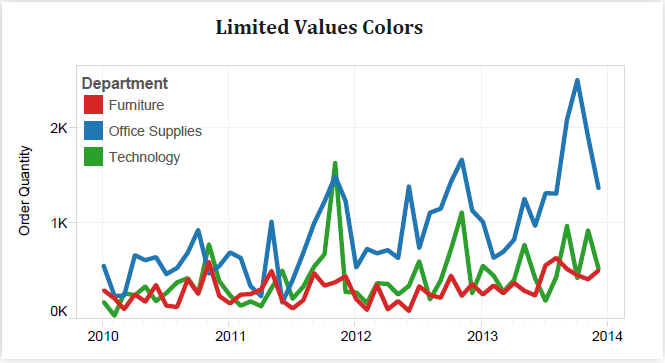 Limited Values Colors
Department
Furniture
Office Supplies
Technology
Order Quantity
2K
1K
0K
2010
2011
2012
2013
2014